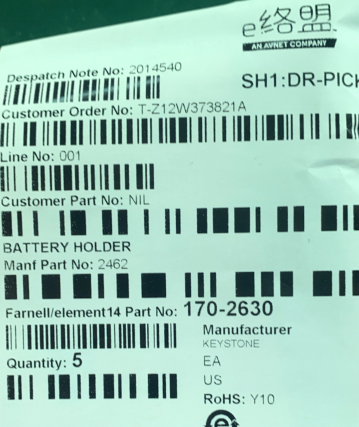 e络盟
AN AVNET COMPANY
Despatch Note No: 2014540
SH1:DR-PICK
Customer Order No: T-Z12W373821A
Line No: 001
Customer Part No: NIL
BATTERY HOLDER
Manf Part No: 2462
Farnell/element14 Part No: 170-2630
Manufacturer
KEYSTONE
Quantity: 5
EA
US
RoHS: Y10
e